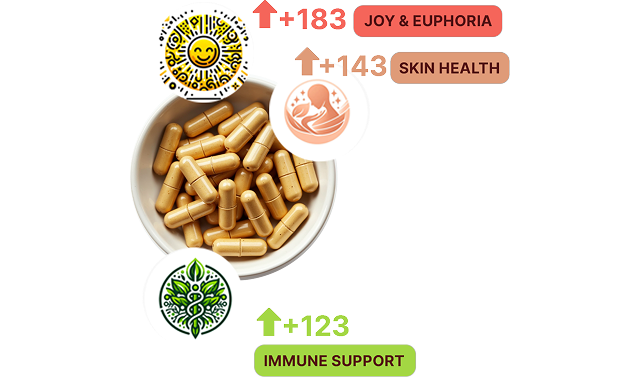 +183 JOY & EUPHORIA
+143 SKIN HEALTH
+123
IMMUNE SUPPORT